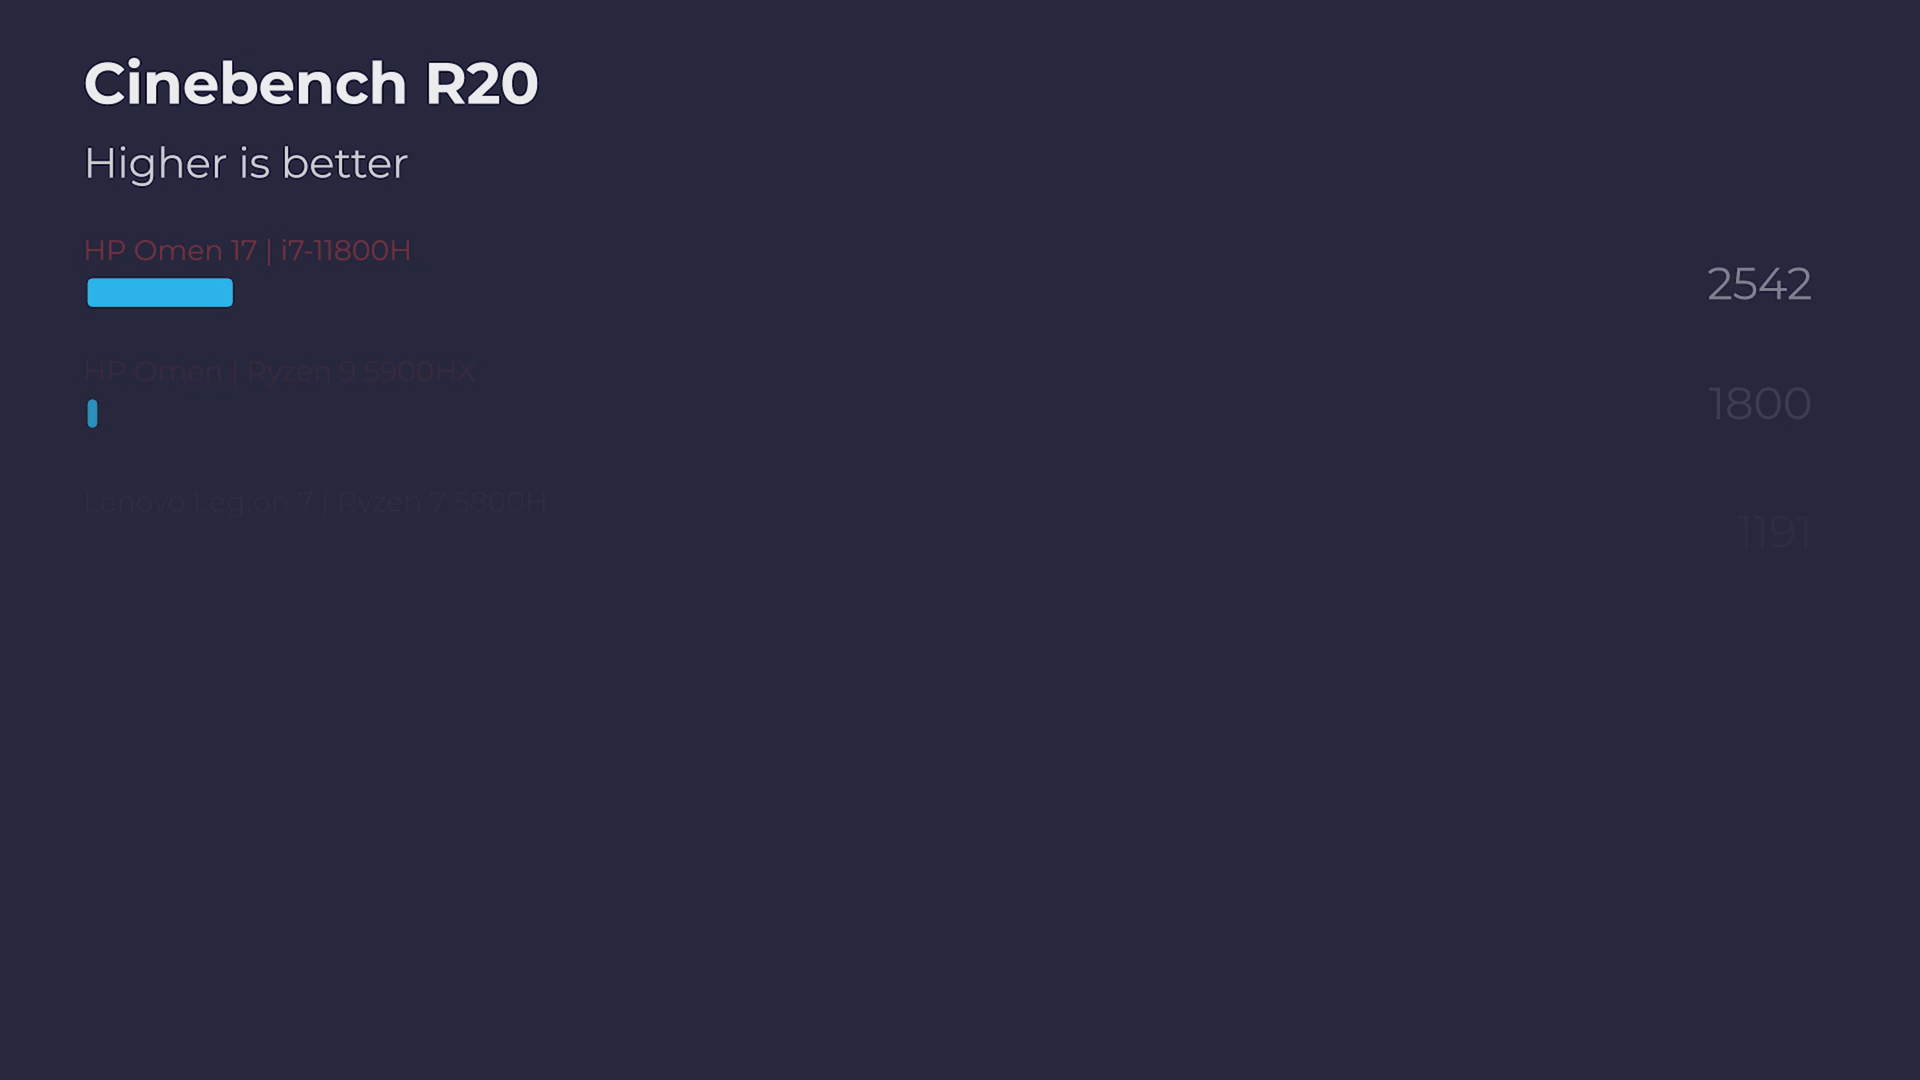 Cinebench R20
Higher is better
HP Omen 17 | i7-11800H
2542
HP Omen | Ryzen 9 5900HX
1800
Lenovo Legion 7 | Ryzen 7 5800H
1191